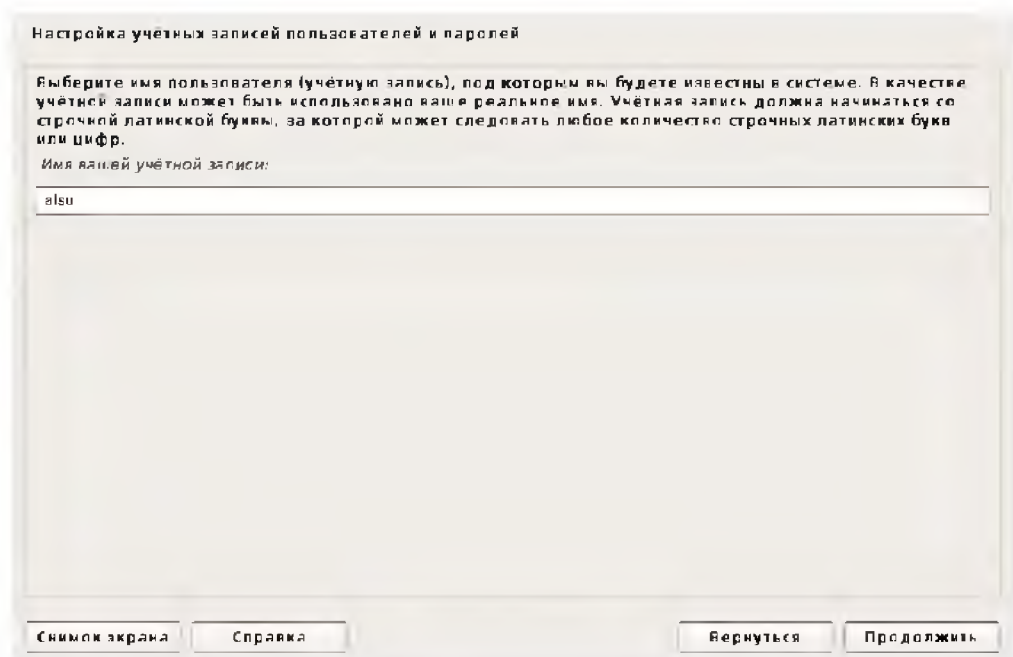 Настройка учётных записей пользователей и паролей
Выберите имя пользователя (учётную запись), под которым вы будете известны в системе. В качестве
учётной записи может быть использовано ваше реальное имя. Учётная запись должна начинаться со
строчной латинской буквы, за которой может следовать любое количество строчных латинских букв
или цифр.
Имя вашей учётной записи:
alsu
Снимок экрана Справка Вернуться Продолжить